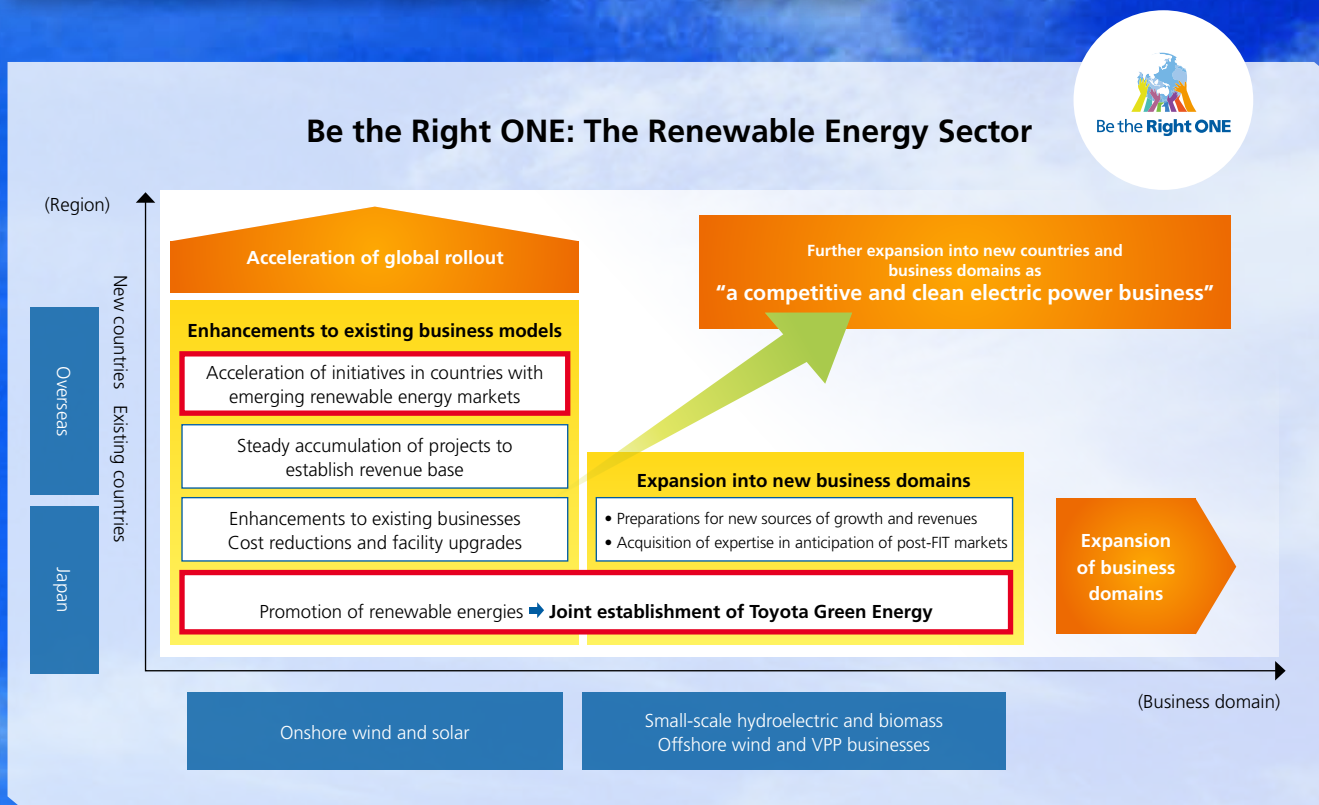 Be the Right ONE
Be the Right ONE: The Renewable Energy Sector
(Region)
New countries Existing countries
Overseas
Japan
Acceleration of global rollout
Enhancements to existing business models
Acceleration of initiatives in countries with
emerging renewable energy markets
Steady accumulation of projects to
establish revenue base
Enhancements to existing businesses
Cost reductions and facility upgrades
Further expansion into new countries and
business domains as
“a competitive and clean electric power business”
Expansion into new business domains
• Preparations for new sources of growth and revenues
• Acquisition of expertise in anticipation of post-FIT markets
Promotion of renewable energies ➡ Joint establishment of Toyota Green Energy
Expansion
of business
domains
(Business domain)
Onshore wind and solar
Small-scale hydroelectric and biomass
Offshore wind and VPP businesses